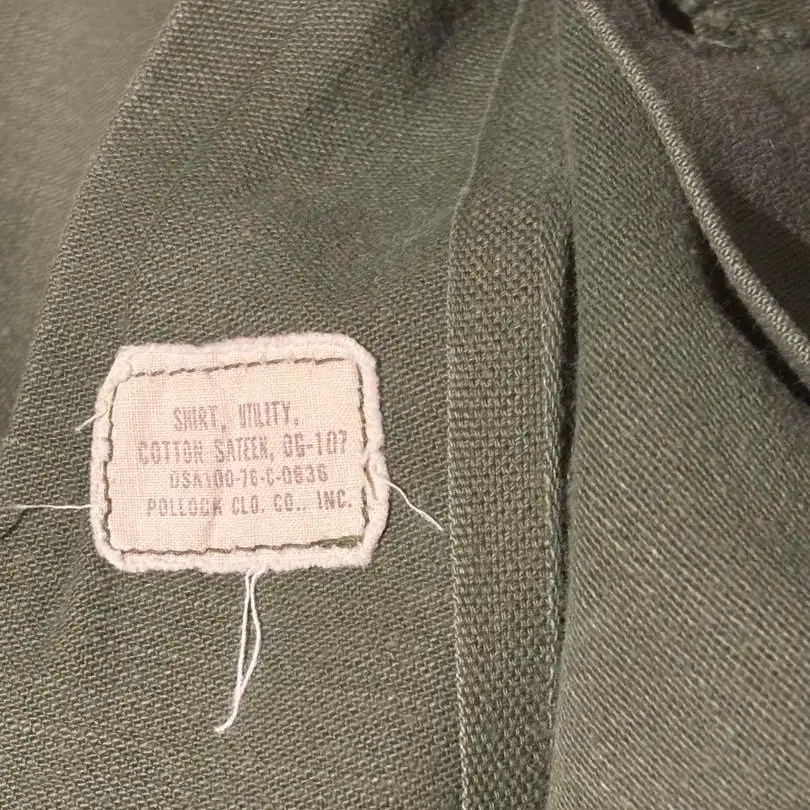 SHIRT, UTILITY,
COTTON SATEEN, OG-107
DSA100-76-C-0836
POLLOCK CLO. CO., INC.